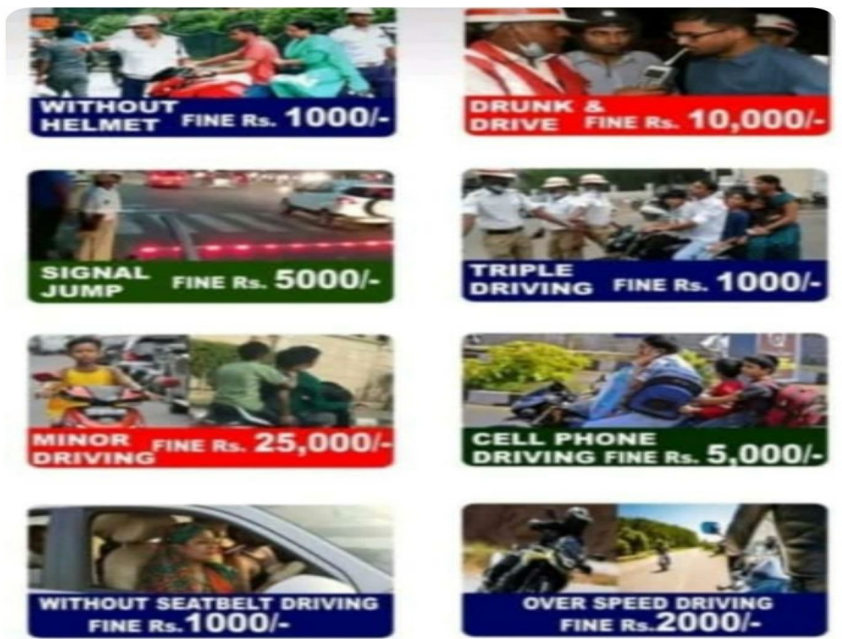 WITHOUT
HELMET FINE Rs. 1000/-
DRUNK &
DRIVE FINE Rs. 10,000/-
SIGNAL
JUMP FINE Rs. 5000/-
TRIPLE
DRIVING FINE Rs. 1000/-
MINOR
DRIVING FINE Rs. 25,000/-
CELL PHONE
DRIVING FINE Rs. 5,000/-
WITHOUT SEATBELT DRIVING
FINE Rs.1000/-
OVER SPEED DRIVING
FINE Rs.2000/-